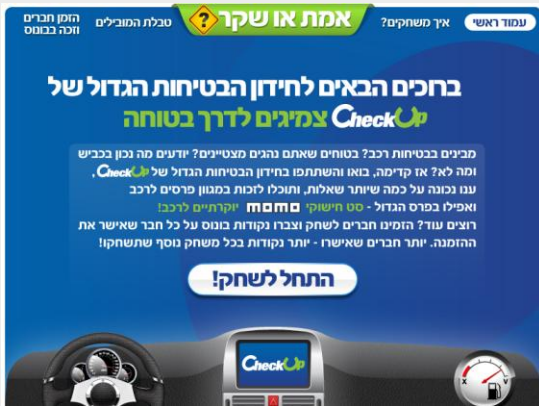 עמוד ראשי
איך משחקים?
אמת או שקר
?
טבלת המובילים
הזמן חברים
וזכה בבונוס
ברוכים הבאים לחידון הבטיחות הגדול של
CheckUp צמיגים לדרך בטוחה
מבינים בבטיחות רכב? בטוחים שאתם נהגים מצטיינים? יודעים מה נכון בכביש
ומה לא? אז קדימה, בואו והשתתפו בחידון הבטיחות הגדול של CheckUp,
ענו נכונה על כמה שיותר שאלות, ותוכלו לזכות במגוון פרסים לרכב
ואפילו בפרס הגדול - סט חישוקי momo יוקרתיים לרכב!
רוצים עוד? הזמינו חברים לשחק וצברו נקודות בונוס על כל חבר שאישר את
ההזמנה. יותר חברים שאישרו - יותר נקודות בכל משחק נוסף שתשחקו!
התחל לשחק!
CheckUp
X
V